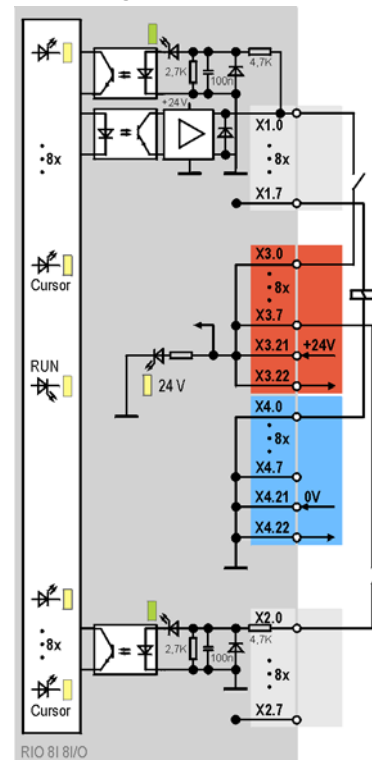 2,7K
100n
4,7K
+24V
X1.0
8x
8x
X1.7
X3.0
Cursor
8x
X3.7
RUN
X3.21 +24V
24 V
X3.22
X4.0
8x
X4.7
X4.21 0V
X4.22
X2.0
2,7K
100n
4,7K
8x
8x
Cursor
X2.7
RIO 8I 8I/O